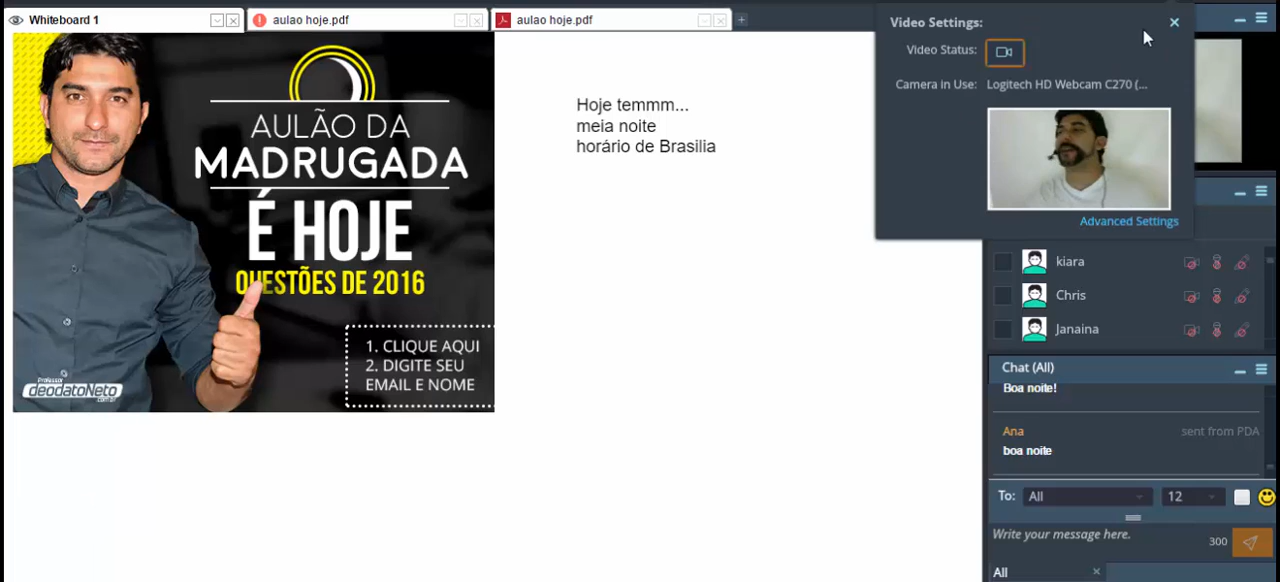 Whiteboard 1
aulao hoje.pdf
aulao hoje.pdf
AULÃO DA
MADRUGADA
É HOJE
QUESTÕES DE 2016
1. CLIQUE AQUI
2. DIGITE SEU
EMAIL E NOME
Professor
deodatoNeto
.com.br
Hoje temmm...
meia noite
horário de Brasilia
Video Settings:
Video Status:
Camera in Use: Logitech HD Webcam C270 (...
Advanced Settings
kiara
Chris
Janaina
Chat (All)
Boa noite!
Ana sent from PDA
boa noite
To: All 12
Write your message here. 300
All